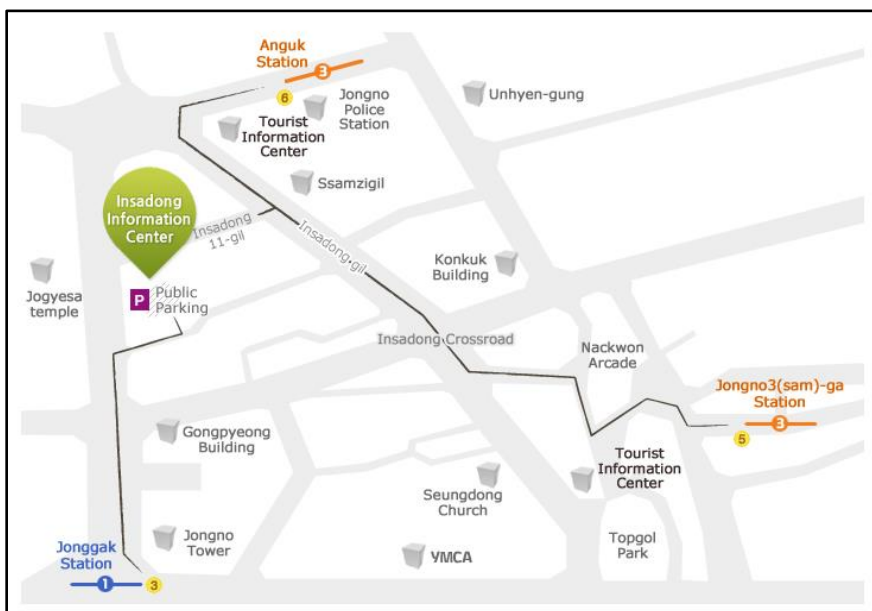 Anguk
Station
3
6
Jongno
Police
Station
Unhyen-gung
Tourist
Information
Center
Ssamzigil
Insadong
Information
Center
Insadong
11-gil
Insadong-gil
Konkuk
Building
Jogyesa
temple
P
Public
Parking
Insadong Crossroad
Nackwon
Arcade
Jongno3(sam)-ga
Station
3
5
Gongpyeong
Building
Tourist
Information
Center
Seungdong
Church
Jongno
Tower
Topgol
Park
YMCA
Jonggak
Station
1
3